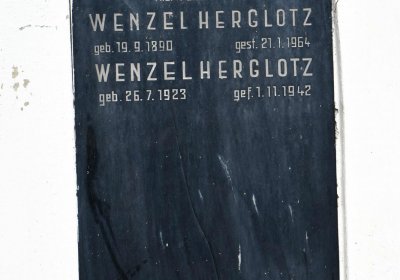 WENZEL HERGLOTZ
geb. 19. 9. 1890 gest. 21. 1. 1964
WENZEL HERGLOTZ
geb. 26. 7. 1923 gef. 1. 11. 1942